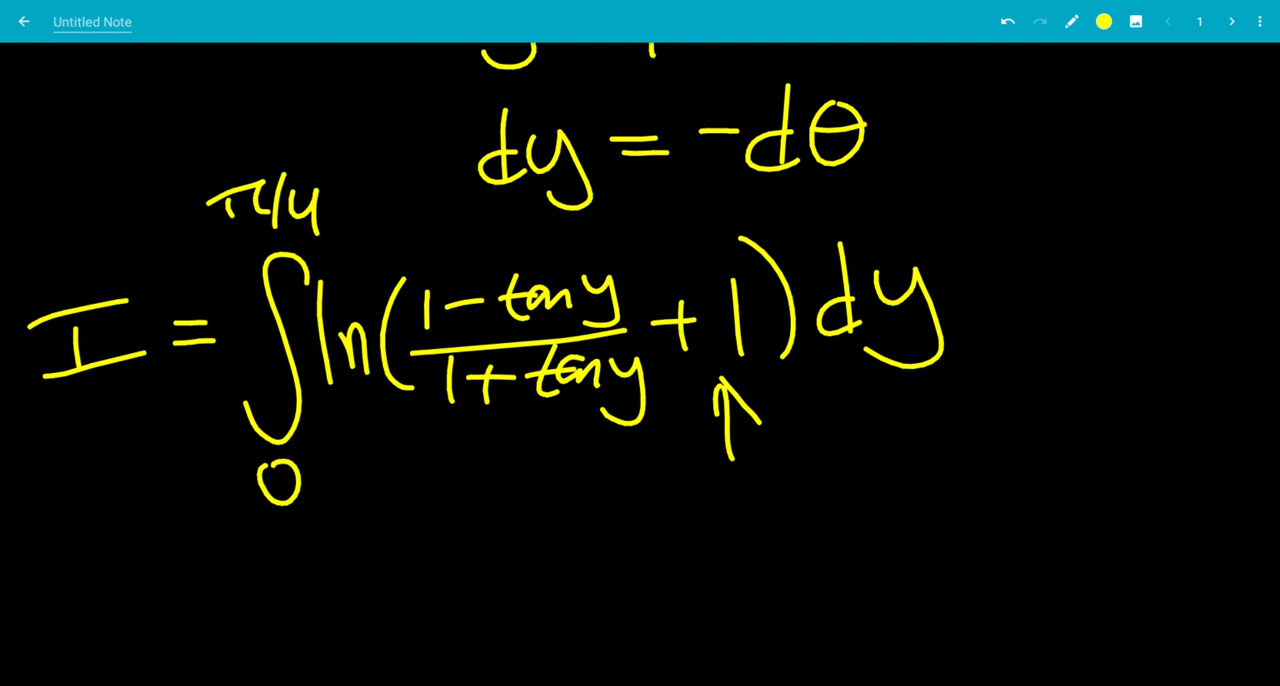 Untitled Note
1
dy = -dθ
I = ∫₀^{π/4} ln((1 - tan y)/(1 + tan y) + 1) dy
↑